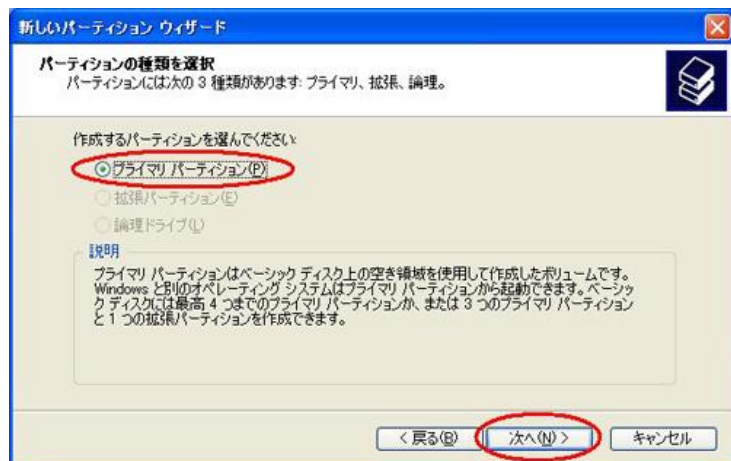 新しいパーティション ウィザード
パーティションの種類を選択
パーティションには次の 3 種類があります: プライマリ、拡張、論理。
作成するパーティションを選んでください:
プライマリ パーティション(P)
拡張パーティション(E)
論理ドライブ(L)
説明
プライマリ パーティションはベーシック ディスク上の空き領域を使用して作成したボリュームです。
Windows と別のオペレーティング システムはプライマリ パーティションから起動できます。ベーシッ
ク ディスクには最高 4 つまでのプライマリ パーティションか、または 3 つのプライマリ パーティション
と 1 つの拡張パーティションを作成できます。
< 戻る(B) 次へ(N) > キャンセル